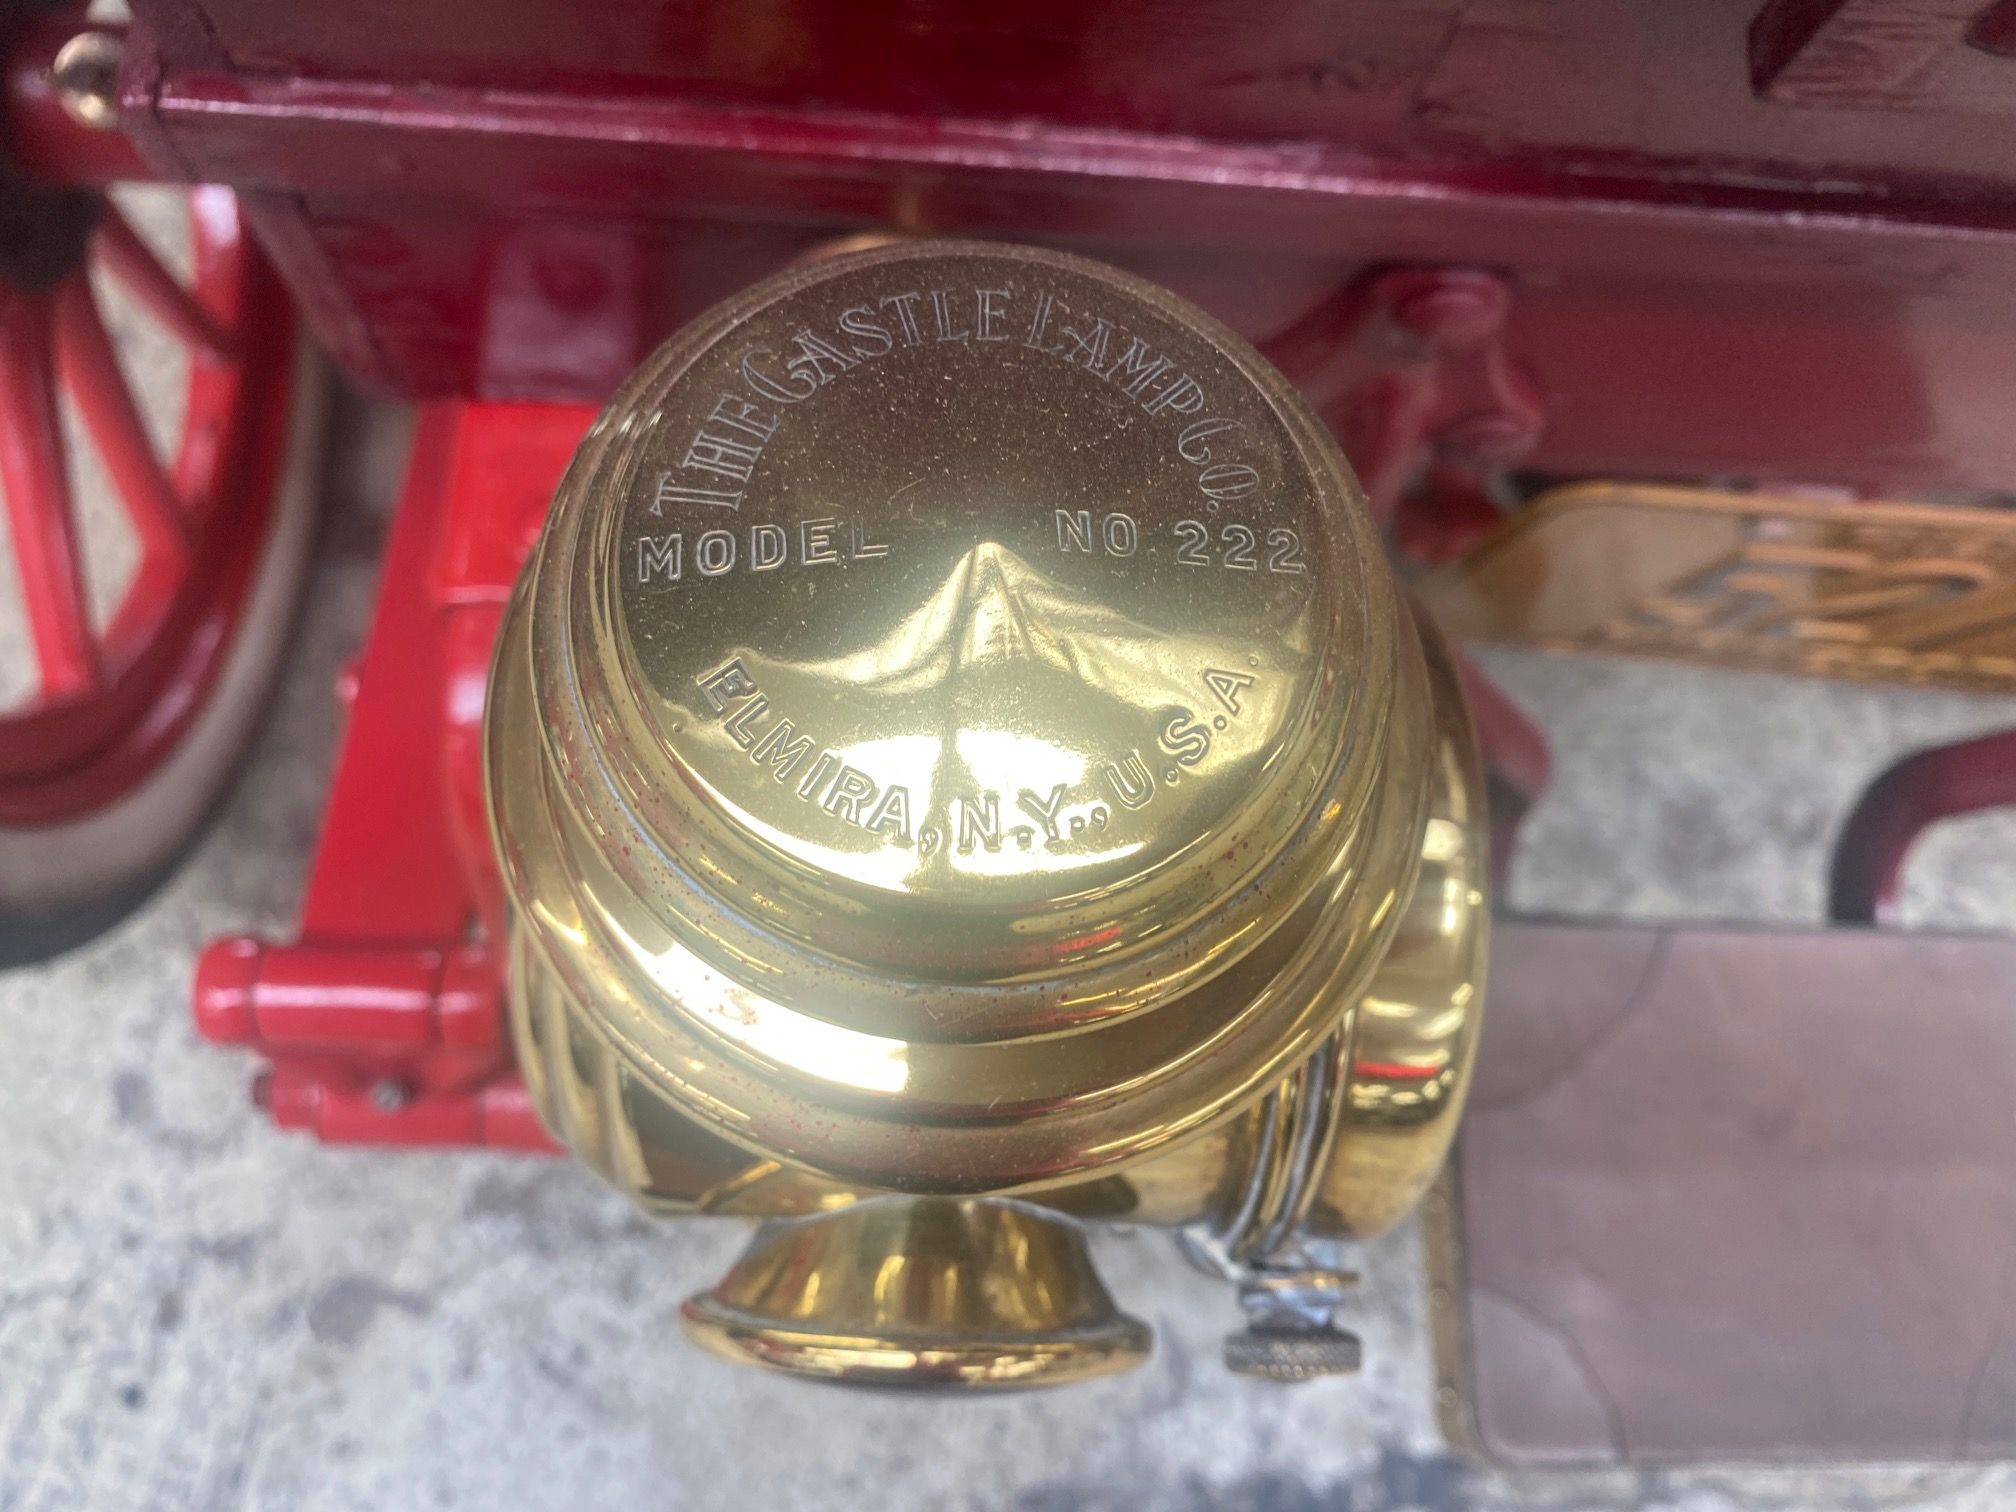 THE CASTLE LAMP CO.
MODEL NO 222
ELMIRA, N.Y., U.S.A.